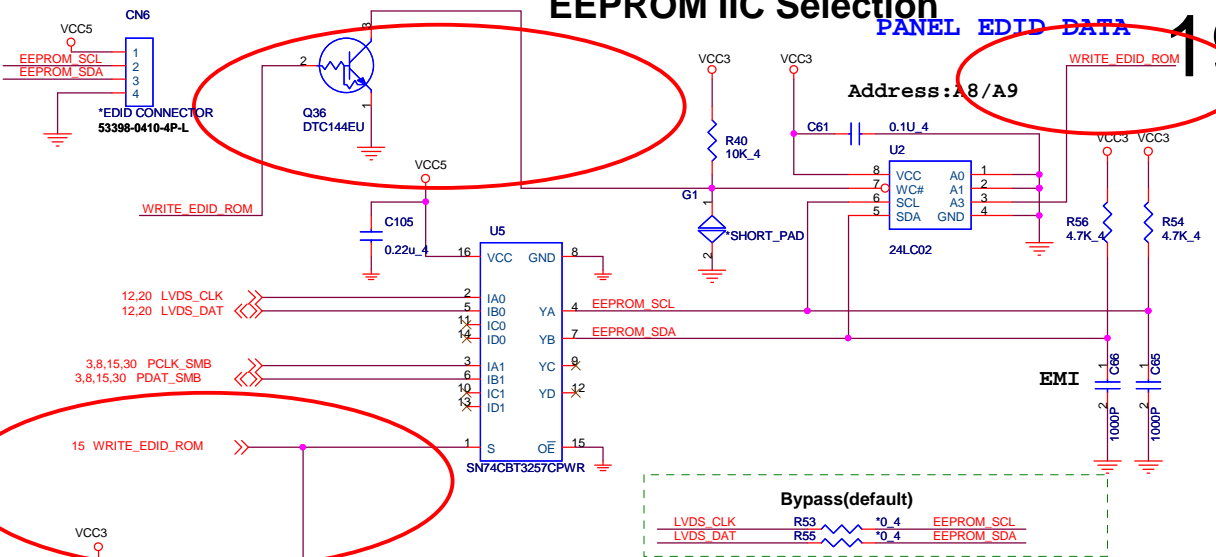 EEPROM IIC Selection
PANEL EDID DATA
CN6
VCC5
EEPROM_SCL
EEPROM_SDA
1
2
3
4
*EDID CONNECTOR
53398-0410-4P-L
3
2
1
Q36
DTC144EU
WRITE_EDID_ROM
VCC3
VCC3
Address:A8/A9
WRITE_EDID_ROM
R40
10K_4
C61
0.1U_4
U2
8 VCC A0 1
7 WC# A1 2
6 SCL A3 3
5 SDA GND 4
24LC02
VCC3
VCC3
R56
4.7K_4
R54
4.7K_4
G1
1
*SHORT_PAD
2
VCC5
C105
0.22u_4
U5
16 VCC GND 8
12,20 LVDS_CLK 2 IA0
12,20 LVDS_DAT 5 IB0
11 IC0
14 ID0
YA 4 EEPROM_SCL
YB 7 EEPROM_SDA
3,8,15,30 PCLK_SMB 3 IA1
3,8,15,30 PDAT_SMB 6 IB1
10 IC1
13 ID1
YC 9
YD 12
15 WRITE_EDID_ROM 1 S OE 15
SN74CBT3257CPWR
EMI
1
C66
2
1000P
1
C65
2
1000P
VCC3
Bypass(default)
LVDS_CLK R53 *0_4 EEPROM_SCL
LVDS_DAT R55 *0_4 EEPROM_SDA